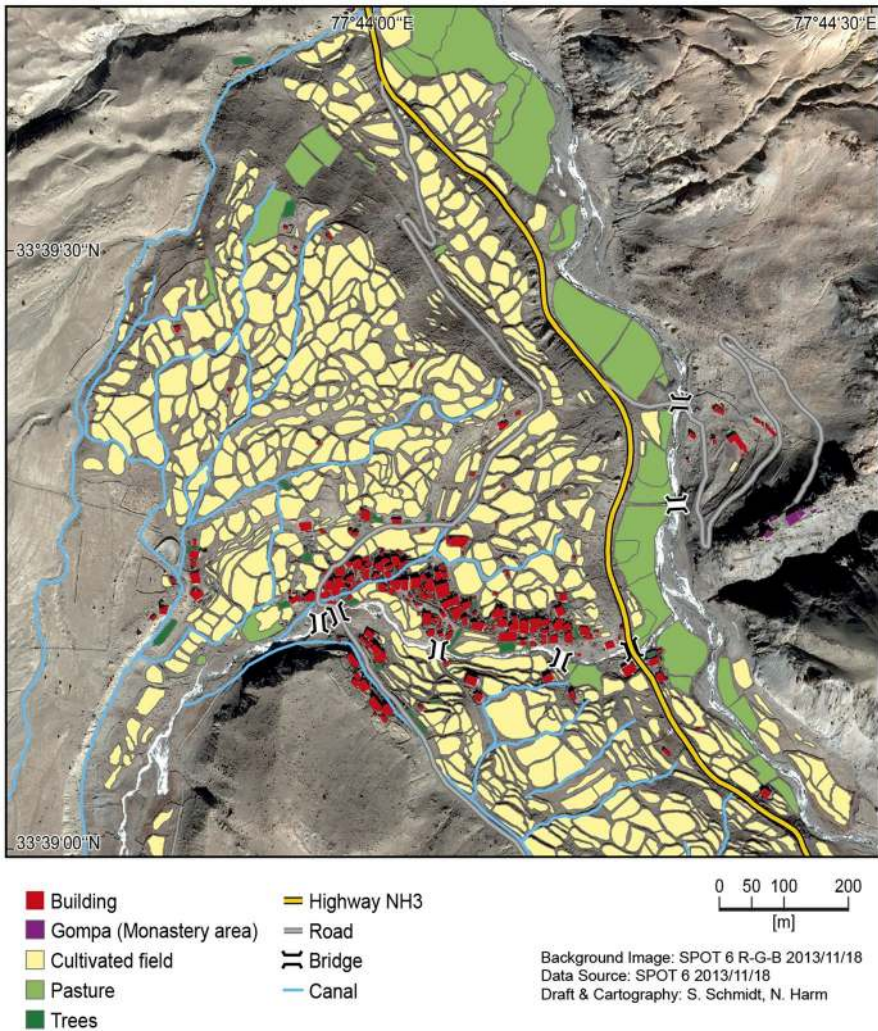 77°44'00"E
77°44'30"E
33°39'30"N
33°39'00"N
Building
Gompa (Monastery area)
Cultivated field
Pasture
Trees
Highway NH3
Road
Bridge
Canal
0 50 100 200
[m]
Background Image: SPOT 6 R-G-B 2013/11/18
Data Source: SPOT 6 2013/11/18
Draft & Cartography: S. Schmidt, N. Harm